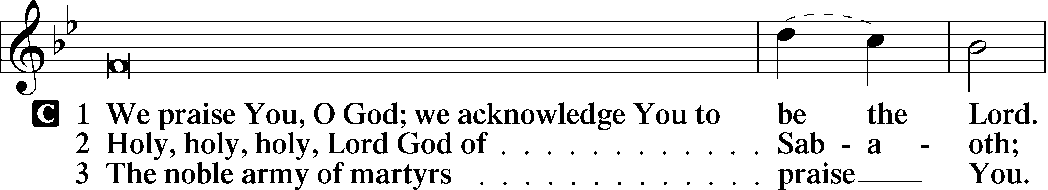 C 1 We praise You, O God; we acknowledge You to be the Lord.
2 Holy, holy, holy, Lord God of . . . . . . . . . . . . Sab - a - oth;
3 The noble army of martyrs . . . . . . . . . . . . . praise____ You.